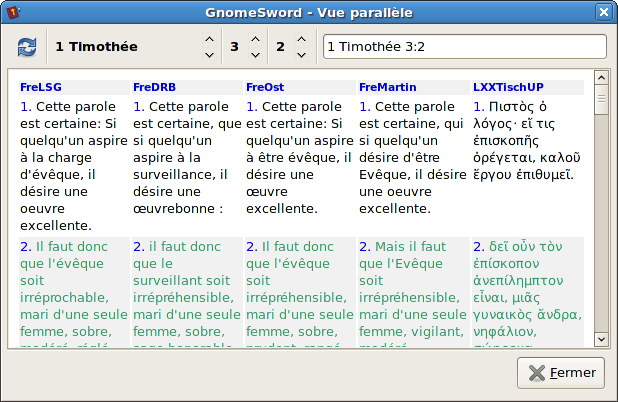 GnomeSword - Vue parallèle
1 Timothée 3 2 1 Timothée 3:2
FreLSG FreDRB FreOst FreMartin LXXTischUP
1. Cette parole
est certaine: Si
quelqu'un aspire
à la charge
d'évêque, il
désire une
oeuvre
excellente.
1. Cette parole
est certaine, que
si quelqu'un
aspire à la
surveillance, il
désire une
œuvrebonne :
1. Cette parole
est certaine: Si
quelqu'un aspire
à être évêque, il
désire une
œuvre
excellente.
1. Cette parole
est certaine, qui
si quelqu'un
désire d'être
Evêque, il désire
une oeuvre
excellente.
1. Πιστὸς ὁ
λόγος· εἴ τις
ἐπισκοπῆς
ὀρέγεται, καλοῦ
ἔργου ἐπιθυμεῖ.
2. Il faut donc
que l'évêque
soit
irréprochable,
mari d'une seule
femme, sobre,
modéré, réglé
2. il faut donc
que le
surveillant soit
irrépréhensible,
mari d'une seule
femme, sobre,
sage honorable
2. Il faut donc
que l'évêque
soit
irrépréhensible,
mari d'une seule
femme, sobre,
prudent, rangé
2. Mais il faut
que l'Evêque
soit
irrépréhensible,
mari d'une seule
femme, vigilant,
modéré
2. δεῖ οὖν τὸν
ἐπίσκοπον
ἀνεπίλημπτον
εἶναι, μιᾶς
γυναικὸς ἄνδρα,
νηφάλιον,
Fermer